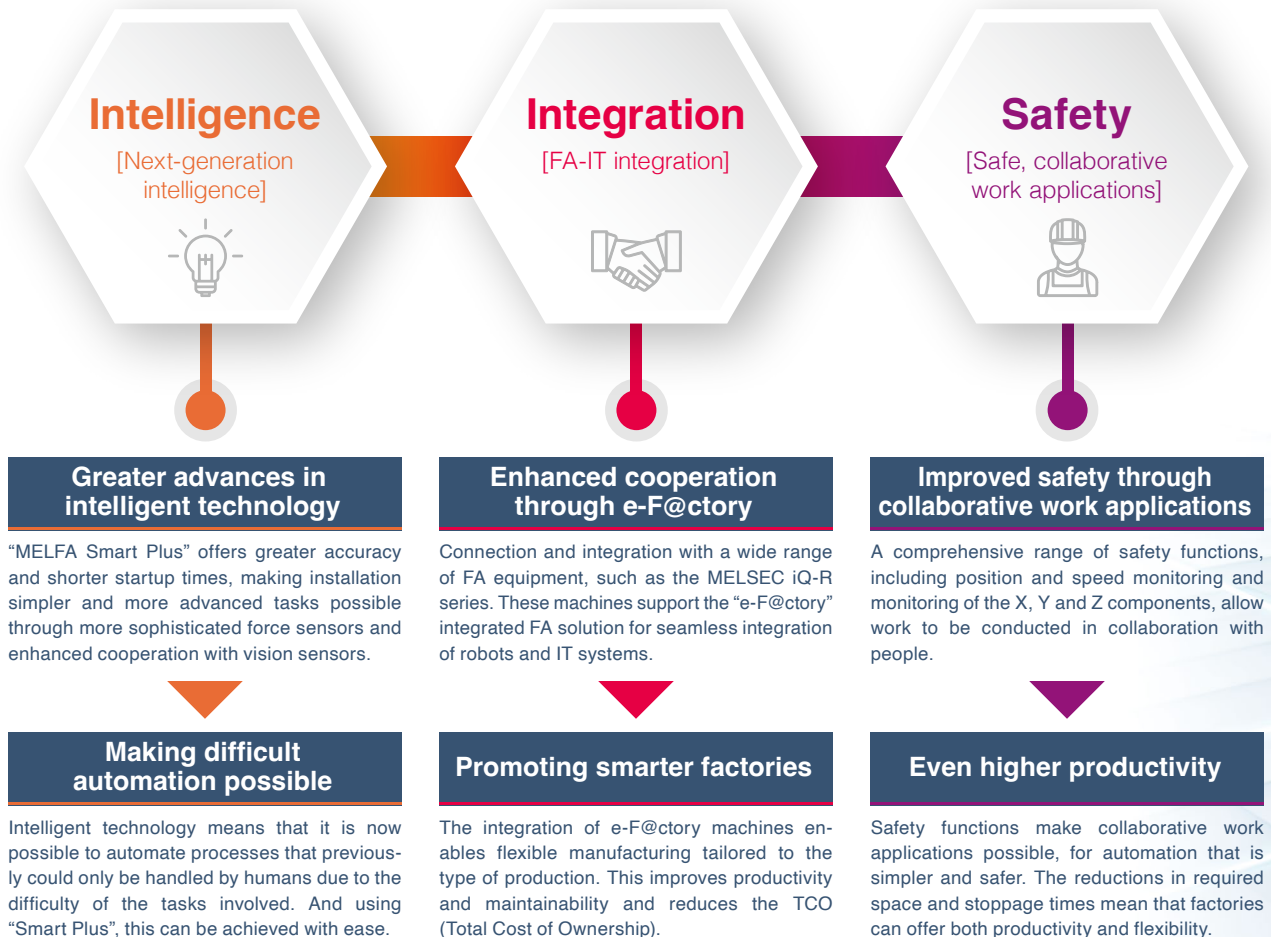 Intelligence
[Next-generation
intelligence]
Integration
[FA-IT integration]
Safety
[Safe, collaborative
work applications]
Greater advances in
intelligent technology
“MELFA Smart Plus” offers greater accuracy
and shorter startup times, making installation
simpler and more advanced tasks possible
through more sophisticated force sensors and
enhanced cooperation with vision sensors.
Making difficult
automation possible
Intelligent technology means that it is now
possible to automate processes that previous-
ly could only be handled by humans due to the
difficulty of the tasks involved. And using
“Smart Plus”, this can be achieved with ease.
Enhanced cooperation
through e-F@ctory
Connection and integration with a wide range
of FA equipment, such as the MELSEC iQ-R
series. These machines support the “e-F@ctory”
integrated FA solution for seamless integration
of robots and IT systems.
Promoting smarter factories
The integration of e-F@ctory machines en-
ables flexible manufacturing tailored to the
type of production. This improves productivity
and maintainability and reduces the TCO
(Total Cost of Ownership).
Improved safety through
collaborative work applications
A comprehensive range of safety functions,
including position and speed monitoring and
monitoring of the X, Y and Z components, allow
work to be conducted in collaboration with
people.
Even higher productivity
Safety functions make collaborative work
applications possible, for automation that is
simpler and safer. The reductions in required
space and stoppage times mean that factories
can offer both productivity and flexibility.